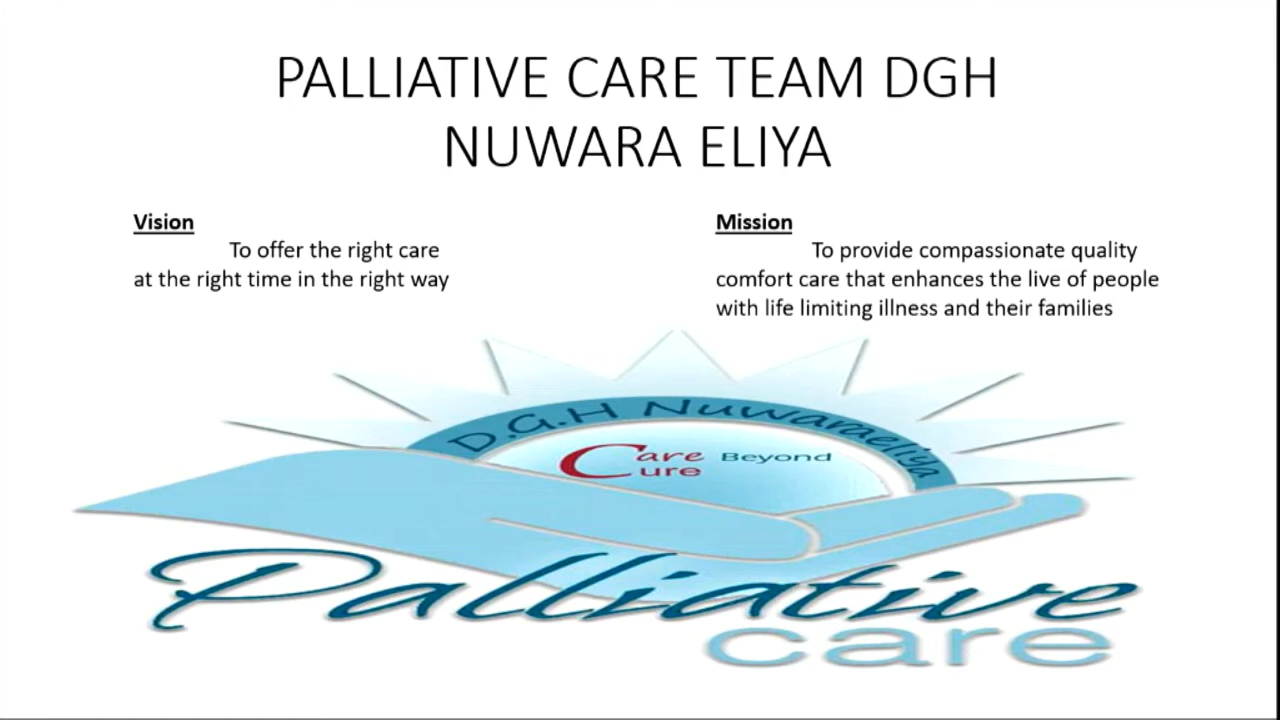 PALLIATIVE CARE TEAM DGH
NUWARA ELIYA
Vision
To offer the right care
at the right time in the right way
Mission
To provide compassionate quality
comfort care that enhances the live of people
with life limiting illness and their families
D.G.H Nuwaraeliya
Care Beyond
Cure
Palliative
care